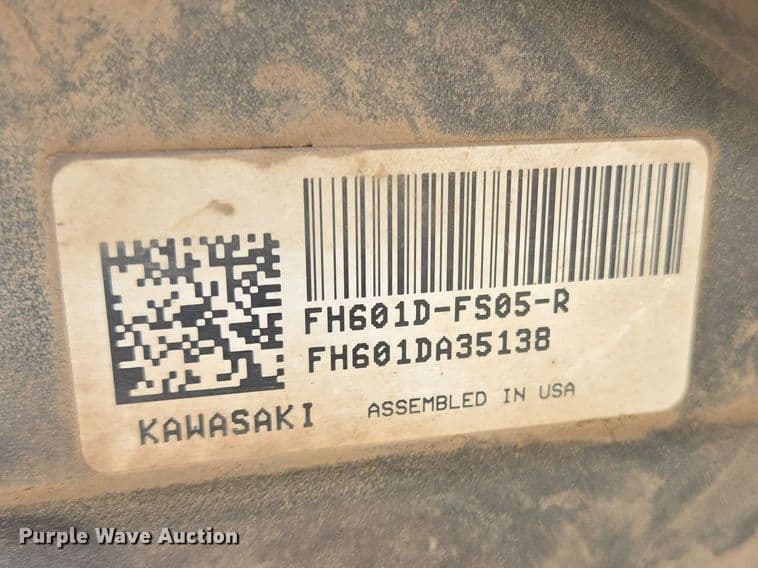 FH601D-FS05-R
FH601DA35138
KAWASAKI
ASSEMBLED IN USA
Purple Wave Auction